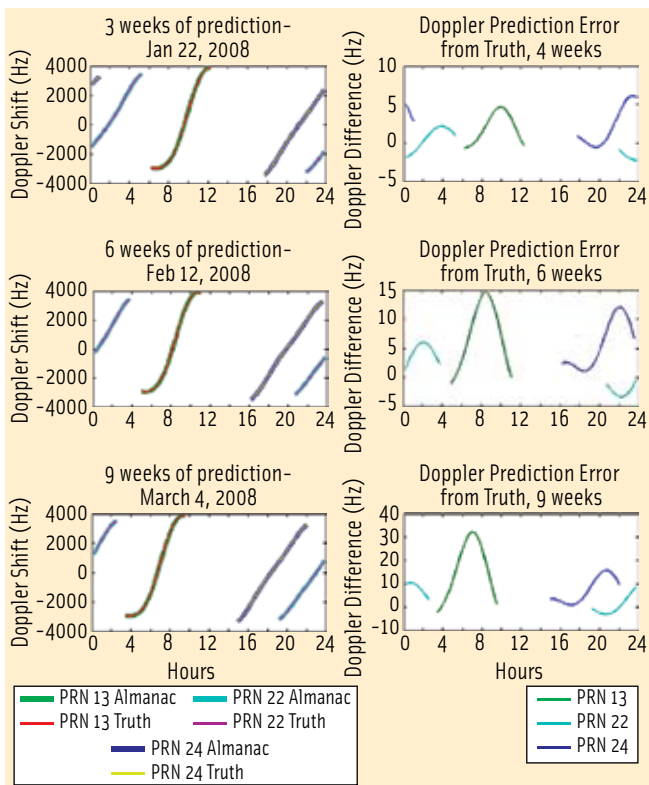 3 weeks of prediction–
Jan 22, 2008
Doppler Shift (Hz)
4000
2000
0
−2000
−4000
0 4 8 12 16 20 24
Hours
Doppler Prediction Error
from Truth, 4 weeks
Doppler Difference (Hz)
10
5
0
−5
0 4 8 12 16 20 24
Hours
6 weeks of prediction–
Feb 12, 2008
Doppler Shift (Hz)
4000
2000
0
−2000
−4000
0 4 8 12 16 20 24
Doppler Prediction Error
from Truth, 6 weeks
Doppler Difference (Hz)
15
10
5
0
−5
0 4 8 12 16 20 24
9 weeks of prediction–
March 4, 2008
Doppler Shift (Hz)
4000
2000
0
−2000
−4000
0 4 8 12 16 20 24
Hours
Doppler Prediction Error
from Truth, 9 weeks
Doppler Difference (Hz)
40
30
20
10
0
−10
0 4 8 12 16 20 24
Hours
PRN 13 Almanac PRN 22 Almanac
PRN 13 Truth PRN 22 Truth
PRN 24 Almanac
PRN 24 Truth
PRN 13
PRN 22
PRN 24